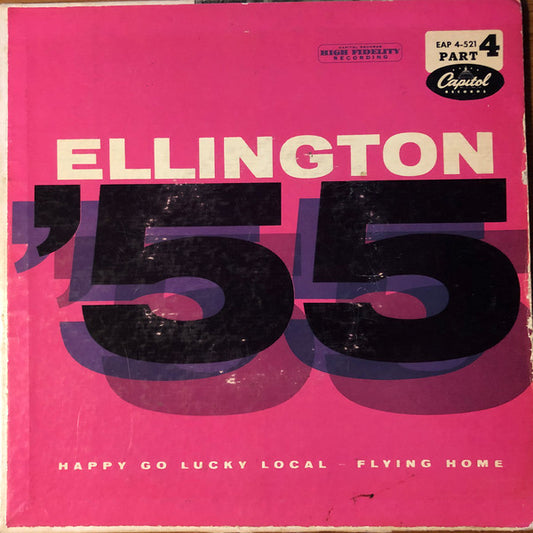 CAPITOL RECORDS
HIGH FIDELITY
RECORDING
EAP 4-521
PART 4
Capitol
RECORDS
ELLINGTON
’55
HAPPY GO LUCKY LOCAL – FLYING HOME